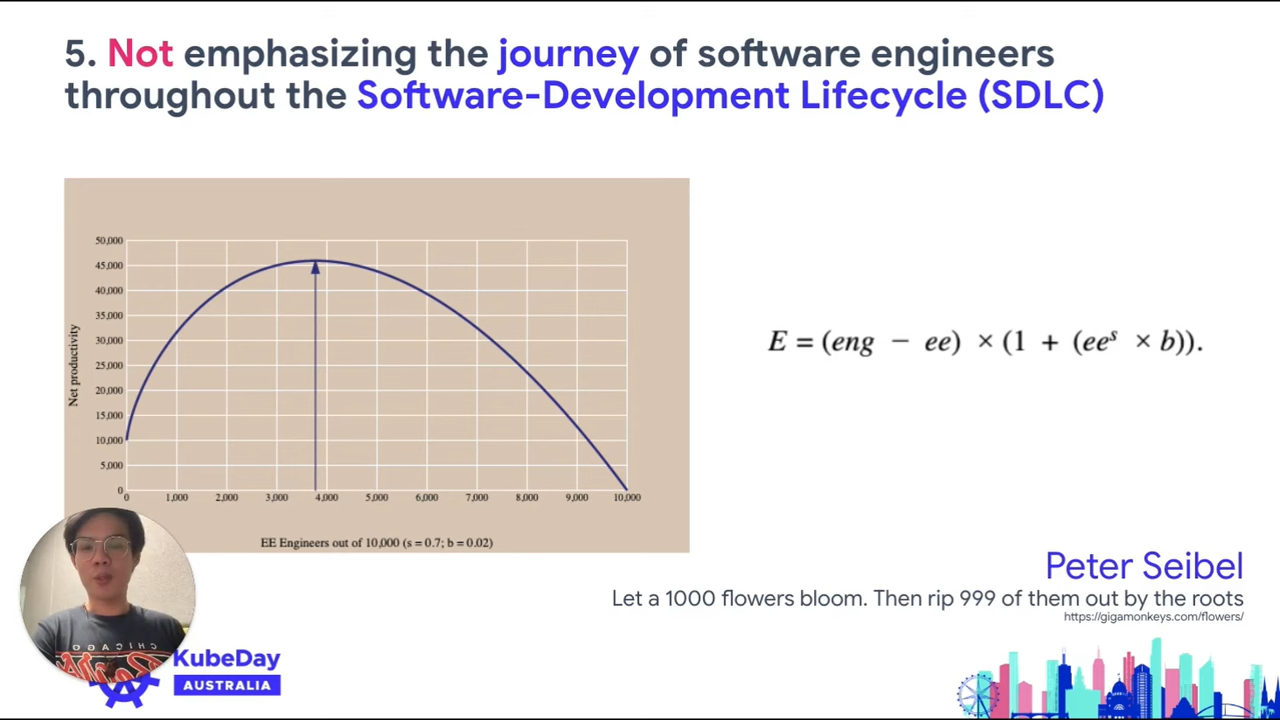 5. Not emphasizing the journey of software engineers
throughout the Software-Development Lifecycle (SDLC)
50,000
45,000
40,000
35,000
30,000
25,000
20,000
15,000
10,000
5,000
0
Net productivity
0 1,000 2,000 3,000 4,000 5,000 6,000 7,000 8,000 9,000 10,000
EE Engineers out of 10,000 (s = 0.7; b = 0.02)
E = (eng − ee) × (1 + (eeˢ × b)).
Peter Seibel
Let a 1000 flowers bloom. Then rip 999 of them out by the roots
https://gigamonkeys.com/flowers/
CHICAGO
KubeDay
AUSTRALIA